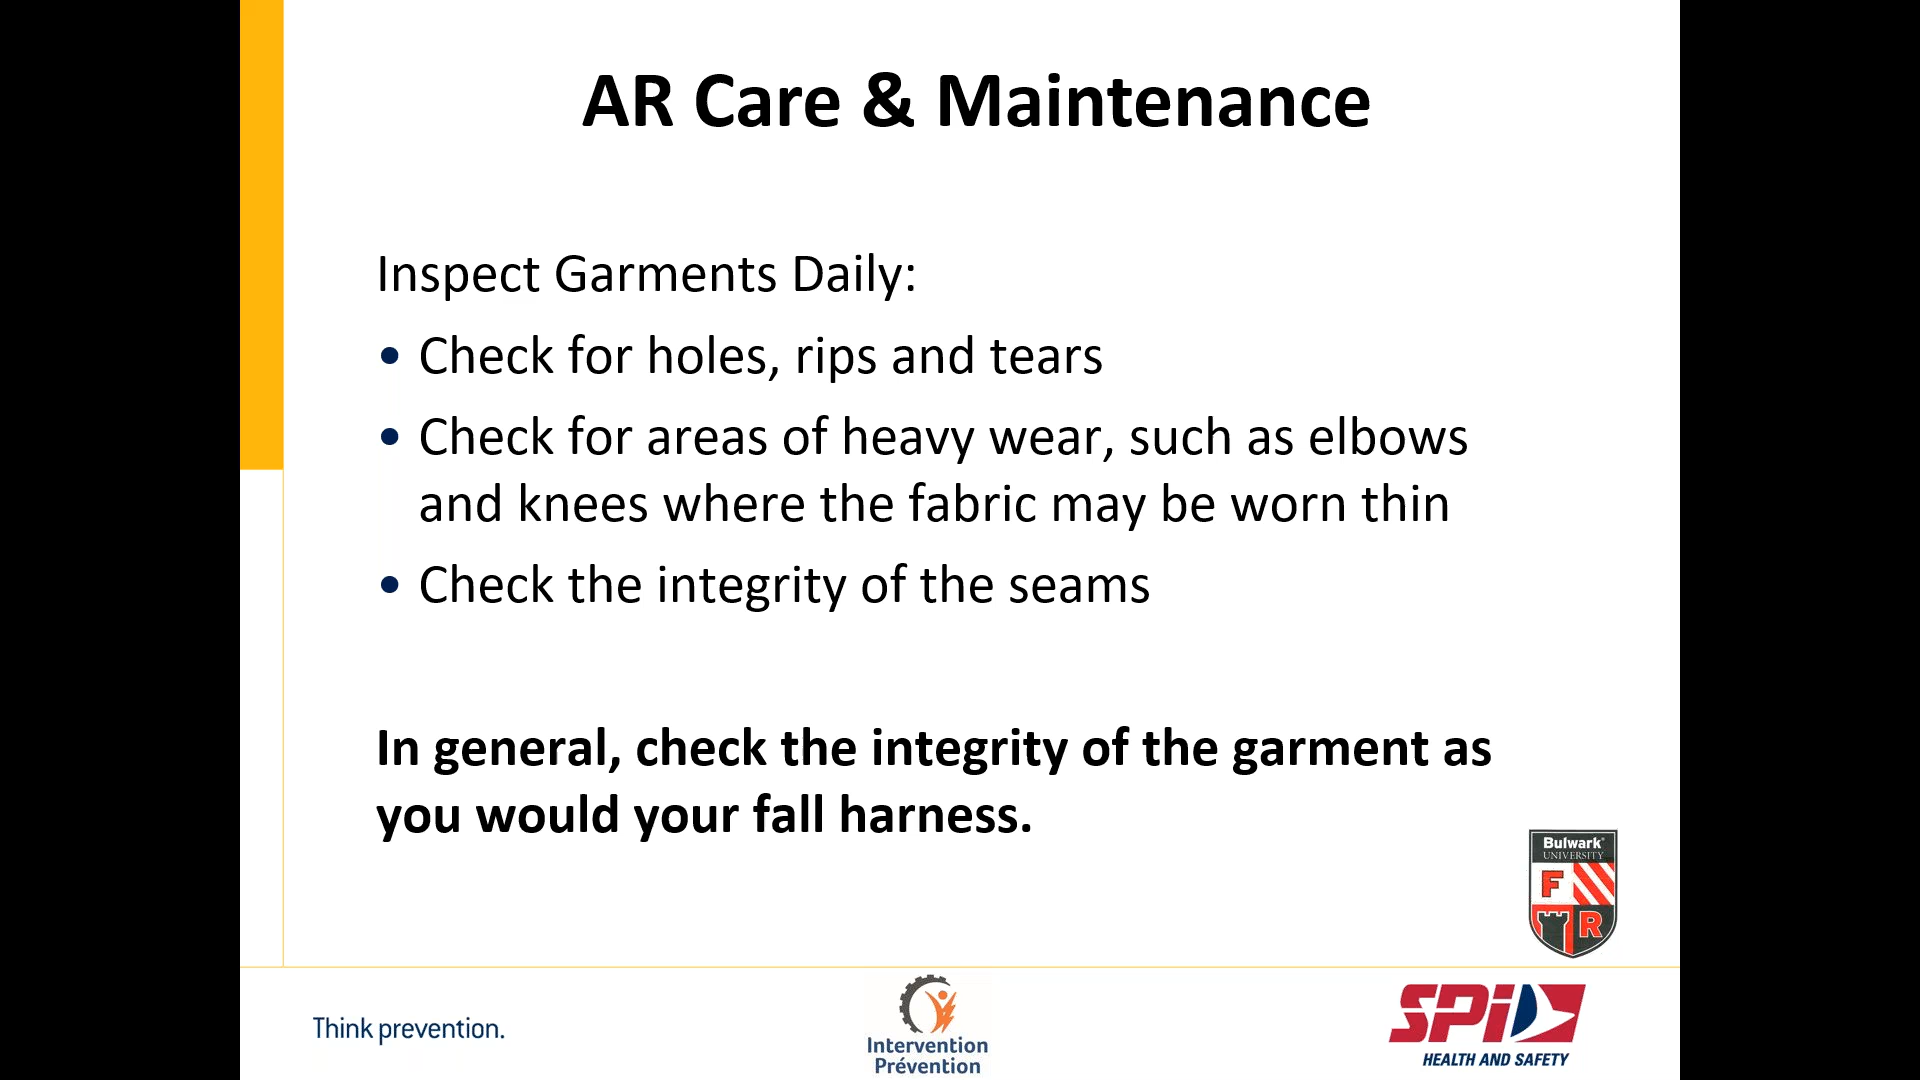 AR Care & Maintenance
Inspect Garments Daily:
• Check for holes, rips and tears
• Check for areas of heavy wear, such as elbows
and knees where the fabric may be worn thin
• Check the integrity of the seams
In general, check the integrity of the garment as
you would your fall harness.
Bulwark®
UNIVERSITY
F
R
Think prevention.
Intervention
Prévention
SPi
HEALTH AND SAFETY